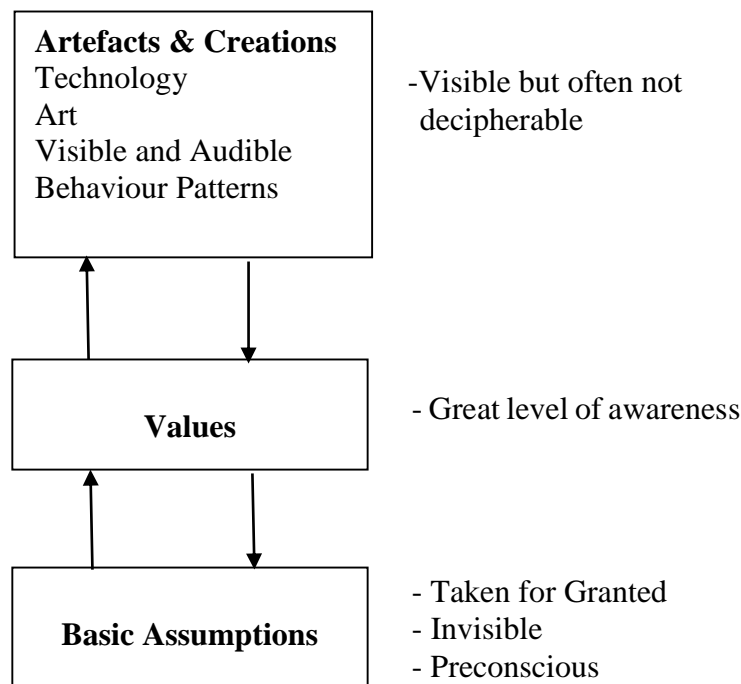 Artefacts & Creations
Technology
Art
Visible and Audible
Behaviour Patterns
-Visible but often not
decipherable
Values
- Great level of awareness
Basic Assumptions
- Taken for Granted
- Invisible
- Preconscious